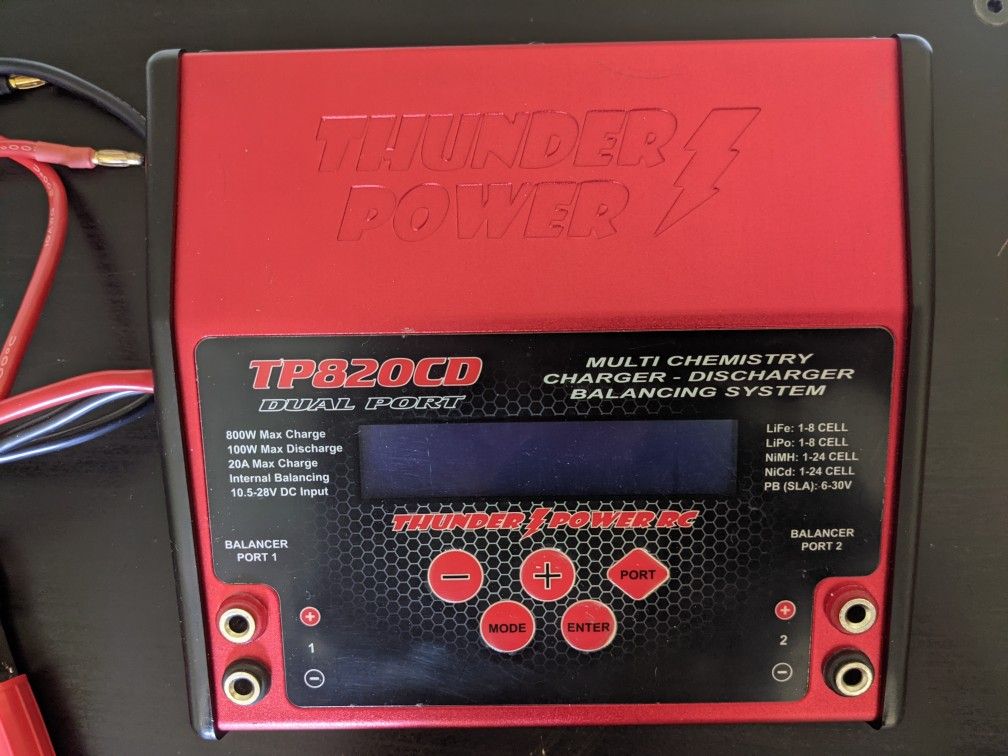 THUNDER
POWER
TP820CD
DUAL PORT
MULTI CHEMISTRY
CHARGER - DISCHARGER
BALANCING SYSTEM
800W Max Charge
100W Max Discharge
20A Max Charge
Internal Balancing
10.5-28V DC Input
LiFe: 1-8 CELL
LiPo: 1-8 CELL
NiMH: 1-24 CELL
NiCd: 1-24 CELL
PB (SLA): 6-30V
THUNDER POWER RC
BALANCER
PORT 1
BALANCER
PORT 2
PORT
MODE
ENTER
1
2